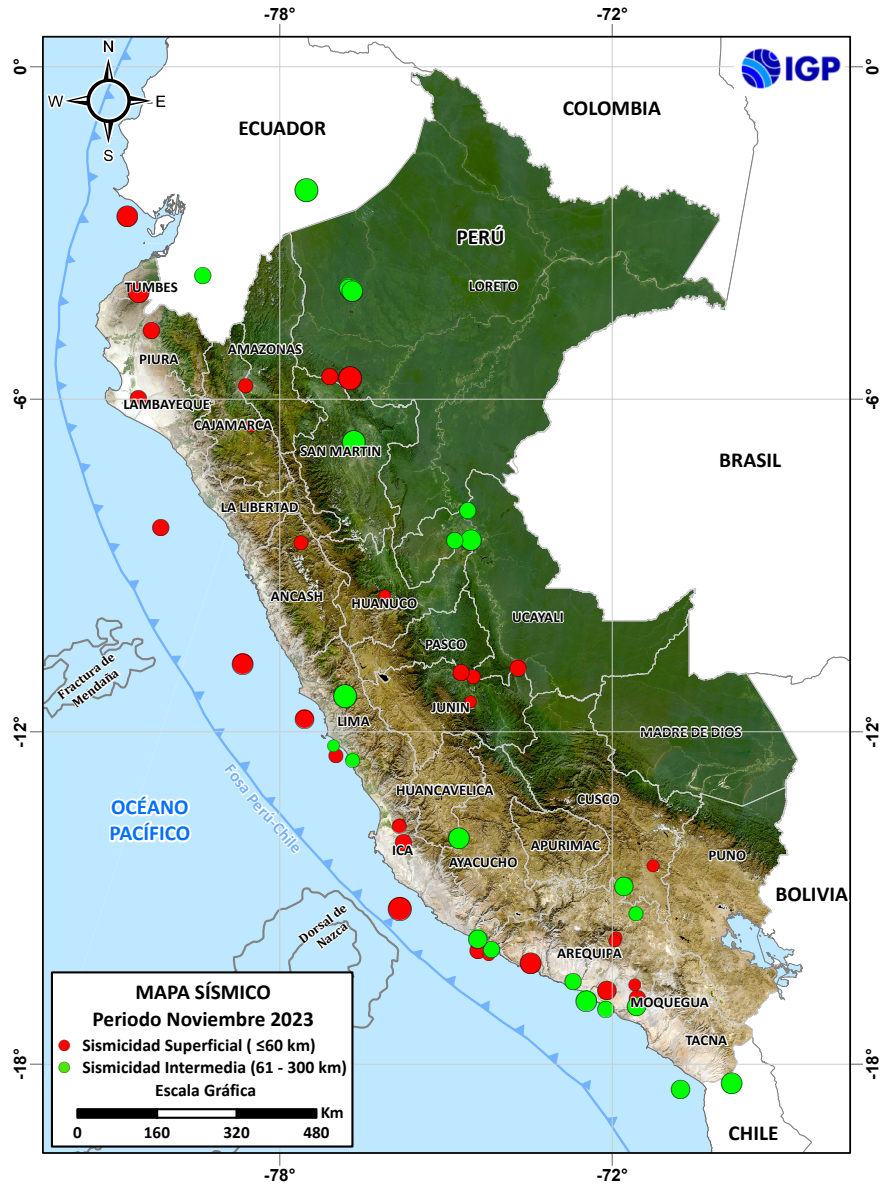 -78°
-72°
0°
N
W
E
S
IGP
COLOMBIA
ECUADOR
PERÚ
TUMBES
LORETO
PIURA
AMAZONAS
-6°
-6°
LAMBAYEQUE
CAJAMARCA
SAN MARTIN
BRASIL
LA LIBERTAD
ANCASH
HUANUCO
UCAYALI
PASCO
Fractura de
Mendaña
JUNIN
LIMA
-12°
-12°
MADRE DE DIOS
HUANCAVELICA
CUSCO
OCÉANO
PACÍFICO
Fosa Perú-Chile
ICA
AYACUCHO
APURIMAC
PUNO
BOLIVIA
Dorsal de
Nazca
AREQUIPA
MOQUEGUA
TACNA
MAPA SÍSMICO
Periodo Noviembre 2023
Sismicidad Superficial ( ≤60 km)
Sismicidad Intermedia (61 - 300 km)
Escala Gráfica
Km
0 160 320 480
-18°
-18°
CHILE
-78°
-72°
0°